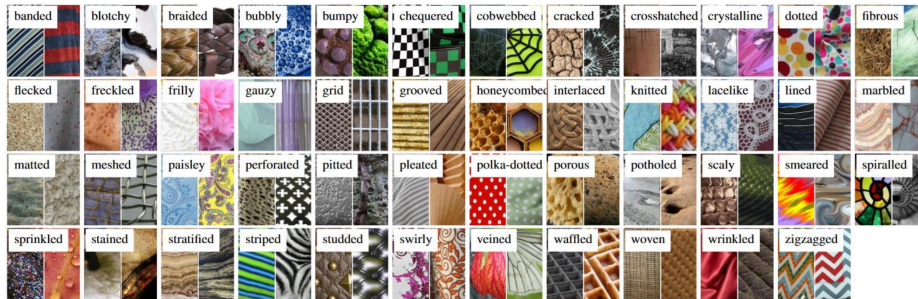 banded blotchy braided bubbly bumpy chequered cobwebbed cracked crosshatched crystalline dotted fibrous
flecked freckled frilly gauzy grid grooved honeycombed interlaced knitted lacelike lined marbled
matted meshed paisley perforated pitted pleated polka-dotted porous potholed scaly smeared spiralled
sprinkled stained stratified striped studded swirly veined waffled woven wrinkled zigzagged